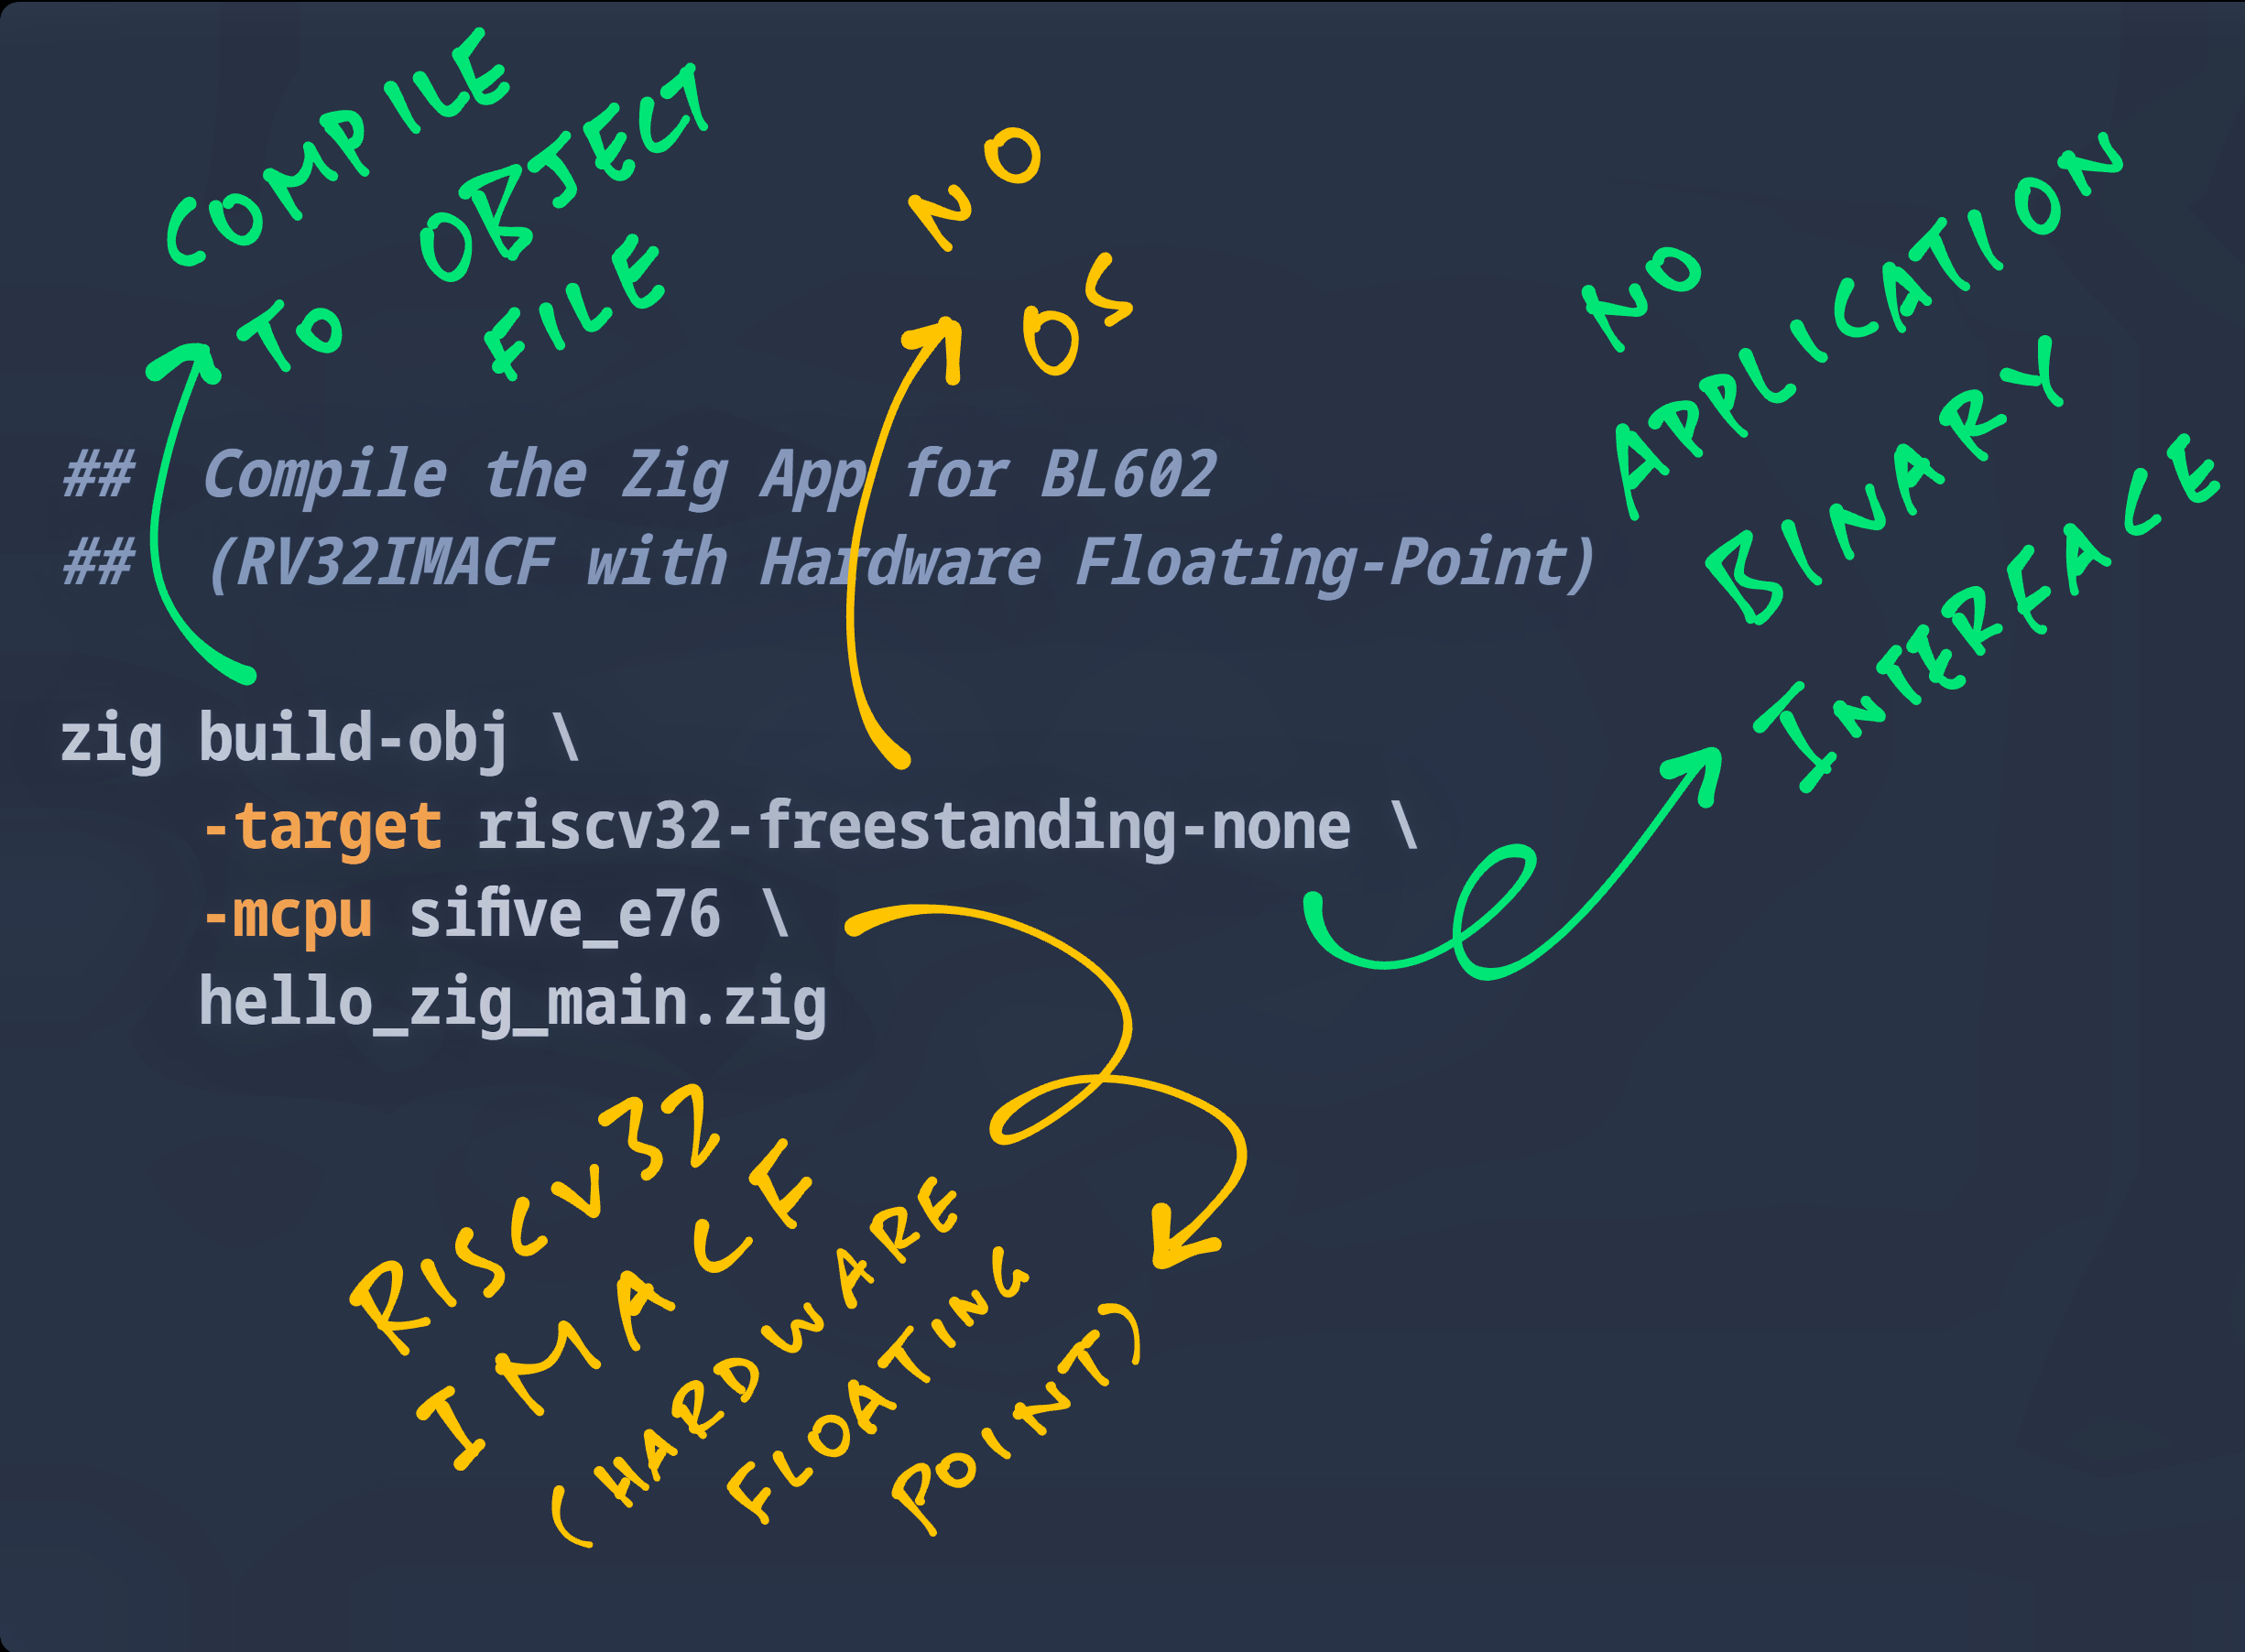 COMPILE
TO OBJECT
FILE
NO
OS
NO
APPLICATION
BINARY
INTERFACE
## Compile the Zig App for BL602
## (RV32IMACF with Hardware Floating-Point)
zig build-obj \
-target riscv32-freestanding-none \
-mcpu sifive_e76 \
hello_zig_main.zig
RISCV32
IMACF
(HARDWARE
FLOATING
POINT)